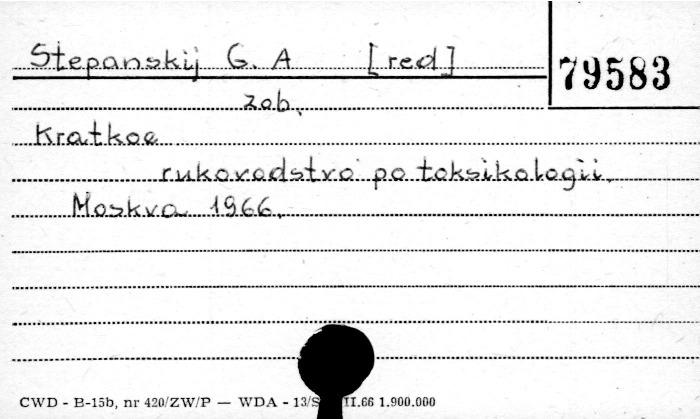 Stepanskij G. A [red]
79583
zob.
Kratkoe
rukovodstvo po toksikologii.
Moskva 1966.
CWD - B-15b, nr 420/ZW/P — WDA - 13/S II.66 1.900.000